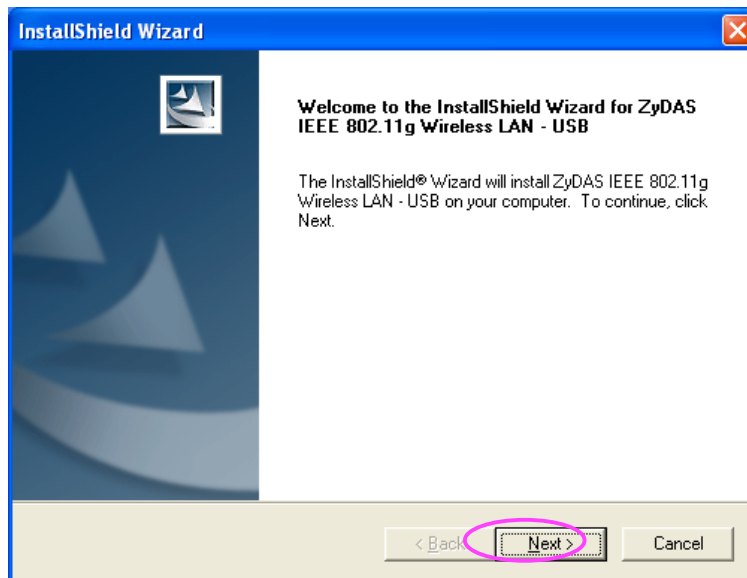 InstallShield Wizard
Welcome to the InstallShield Wizard for ZyDAS
IEEE 802.11g Wireless LAN - USB
The InstallShield® Wizard will install ZyDAS IEEE 802.11g
Wireless LAN - USB on your computer. To continue, click
Next.
< Back Next > Cancel